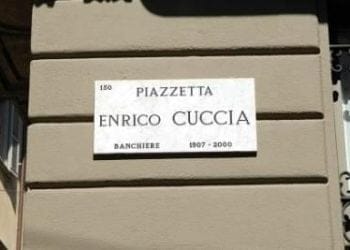 150
PIAZZETTA
ENRICO CUCCIA
BANCHIERE 1907-2000